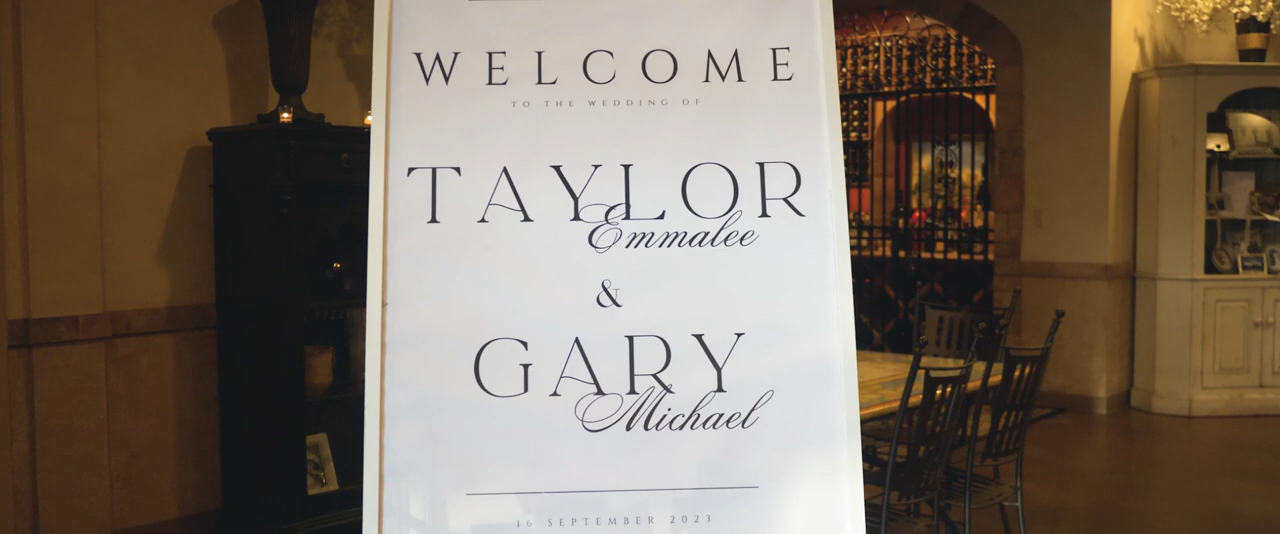 WELCOME
TO THE WEDDING OF
TAYLOR
Emmalee
&
GARY
Michael
16 SEPTEMBER 2023